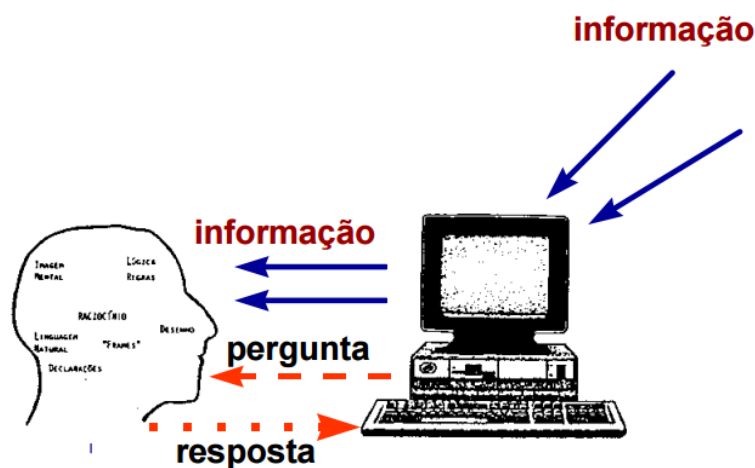 informação
informação
IMAGEM
MENTAL
LÓGICA
REGRAS
RACIOCÍNIO
DESENHO
LINGUAGEM
NATURAL
"FRAMES"
DECLARAÇÕES
pergunta
resposta